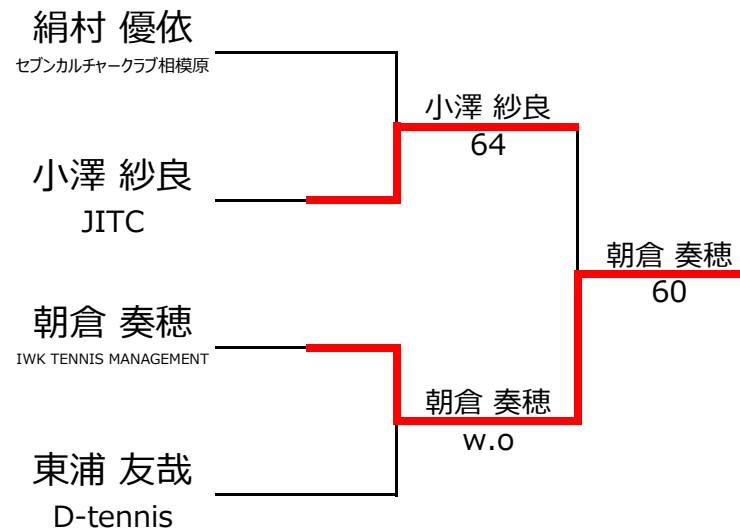 絹村 優依
セブンカルチャークラブ相模原
小澤 紗良
64
小澤 紗良
JITC
朝倉 奏穂
60
朝倉 奏穂
IWK TENNIS MANAGEMENT
朝倉 奏穂
w.o
東浦 友哉
D-tennis